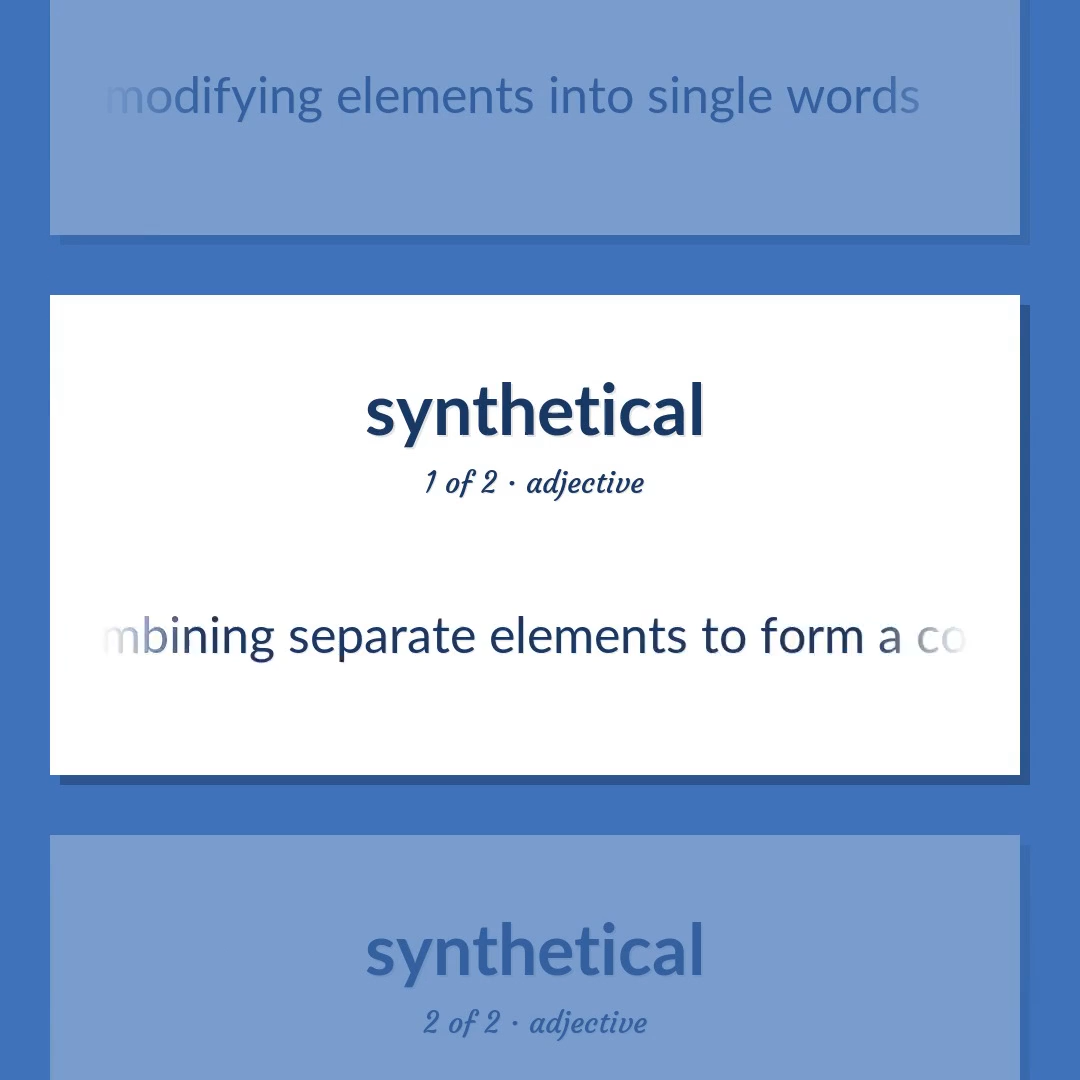 modifying elements into single words
synthetical
1 of 2 · adjective
mbining separate elements to form a co
synthetical
2 of 2 · adjective